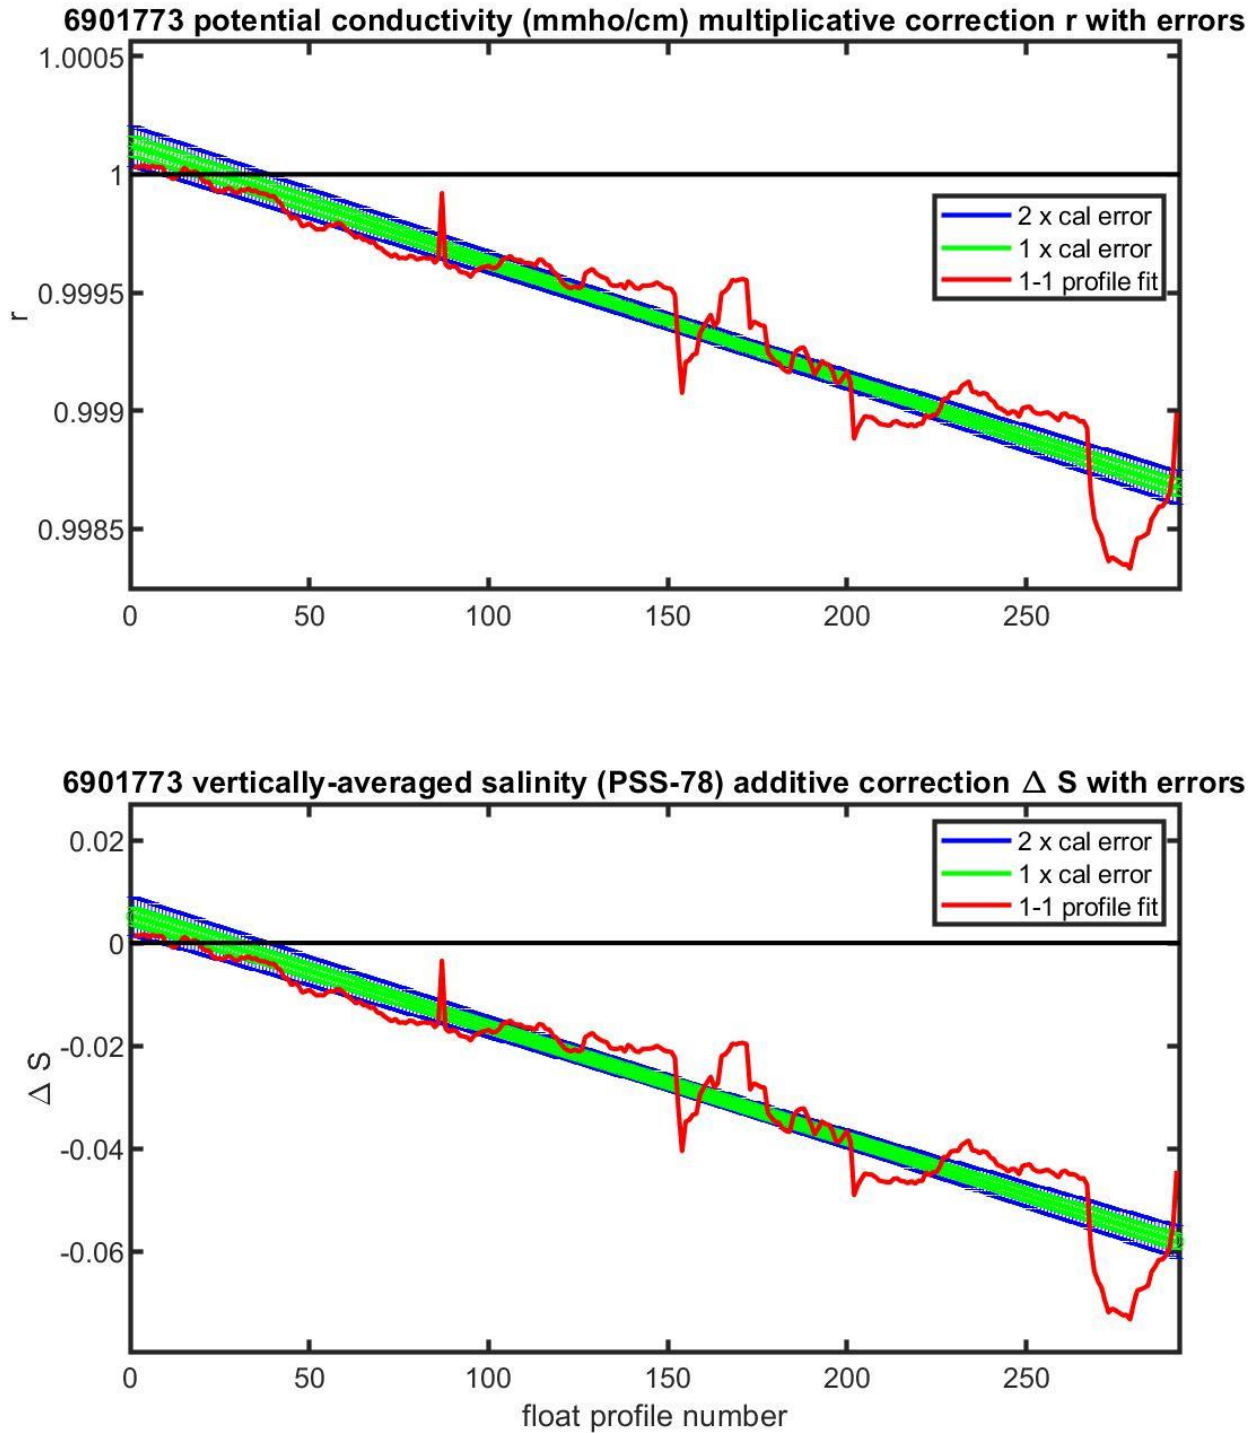 6901773 potential conductivity (mmho/cm) multiplicative correction r with errors
1.0005
1
0.9995
0.999
0.9985
r
2 x cal error
1 x cal error
1-1 profile fit
0 50 100 150 200 250
6901773 vertically-averaged salinity (PSS-78) additive correction Δ S with errors
0.02
0
-0.02
-0.04
-0.06
Δ S
2 x cal error
1 x cal error
1-1 profile fit
0 50 100 150 200 250
float profile number